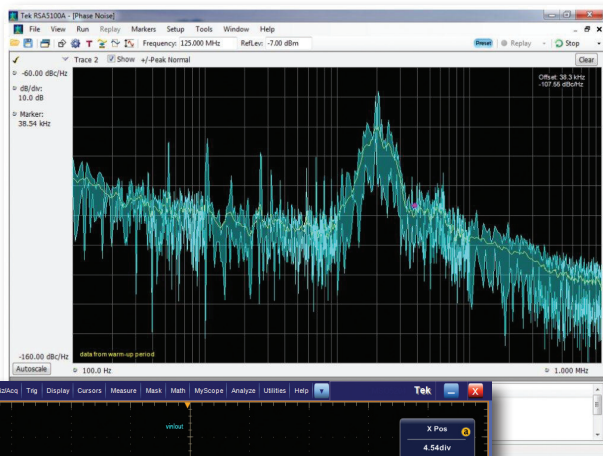 Tek RSA5100A - [Phase Noise]
File View Run Replay Markers Setup Tools Window Help
Frequency: 125.000 MHz RefLev: -7.00 dBm Preset Replay Stop
Trace 2 Show +/-Peak Normal Clear
-60.00 dBc/Hz
Offset: 38.3 kHz
-107.56 dBc/Hz
dB/div:
10.0 dB
Marker:
38.54 kHz
-160.00 dBc/Hz
data from warm-up period
Autoscale 100.0 Hz 1.000 MHz
iz/Acq Trig Display Cursors Measure Mask Math MyScope Analyze Utilities Help Tek X
vin\out
X Pos a
4.54div